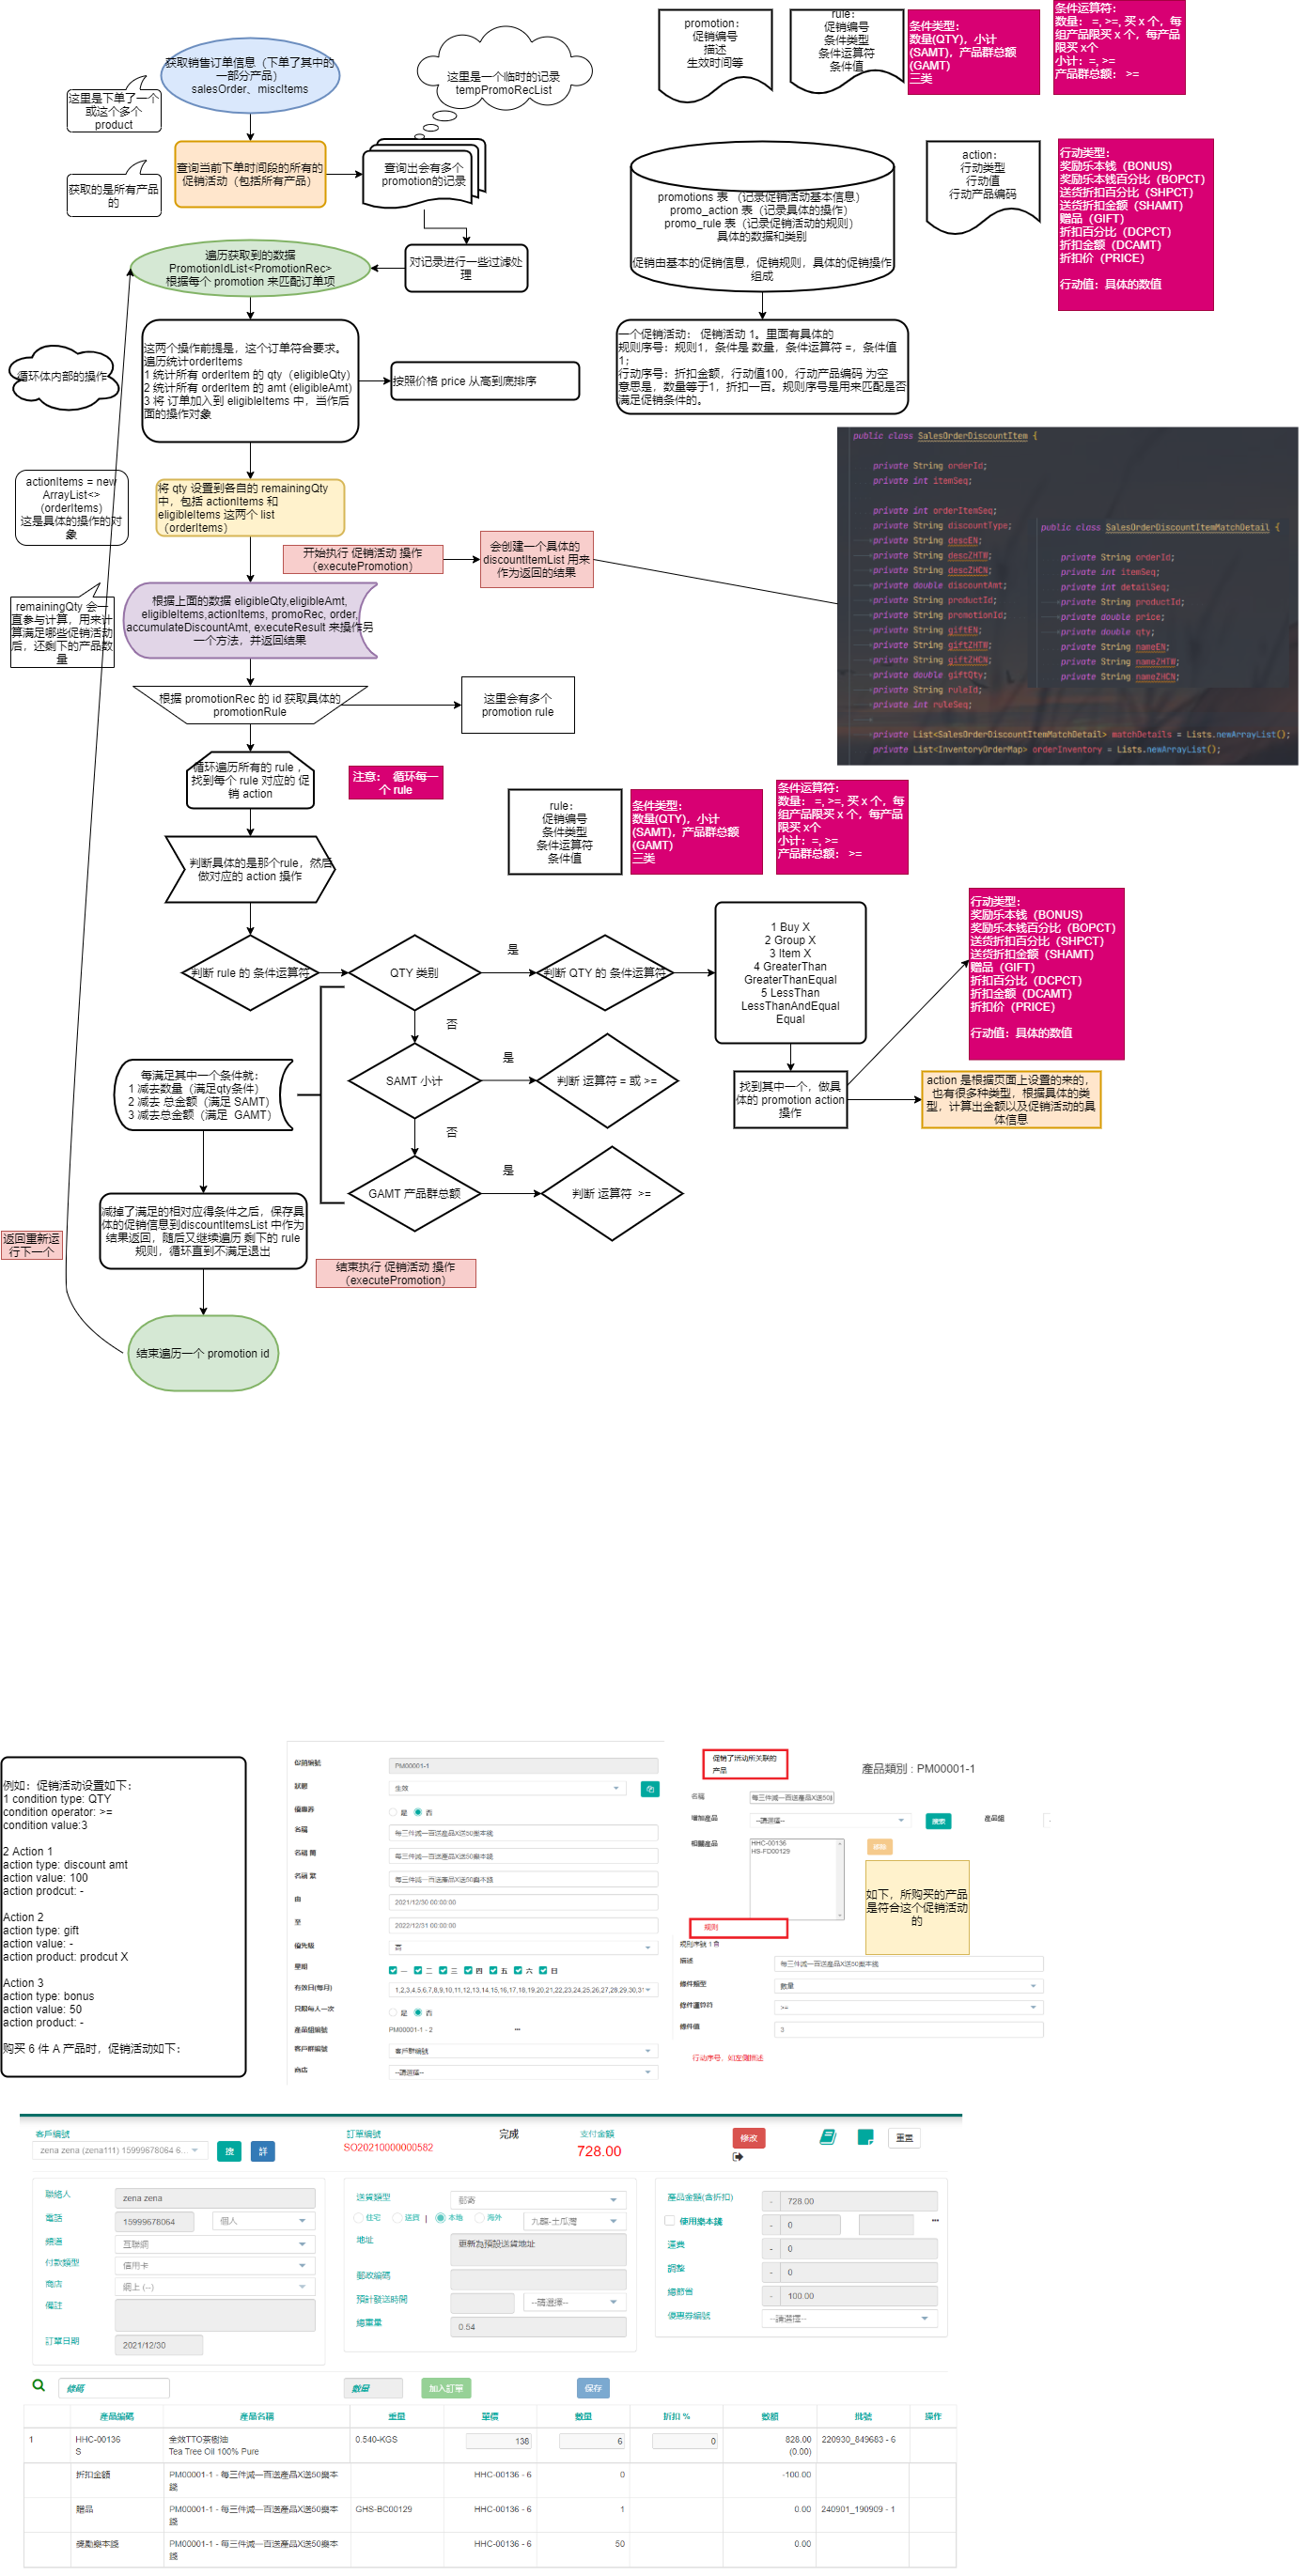 promotion：
促销编号
描述
生效时间等
rule：
促销编号
条件类型
条件运算符
条件值
条件类型：
数量(QTY)，小计
(SAMT)，产品群总额
(GAMT)
三类
条件运算符：
数量： =, >=, 买 x 个，每
组产品限买 x 个，每产品
限买 x个
小计：=, >=
产品群总额： >=
获取销售订单信息（下单了其中的
一部分产品）
salesOrder、miscItems
这里是下单了一个
或这个多个
product
这里是一个临时的记录
tempPromoRecList
查询当前下单时间段的所有的
促销活动（包括所有产品）
查询出会有多个
promotion的记录
获取的是所有产品
的
promotions 表 （记录促销活动基本信息）
promo_action 表（记录具体的操作）
promo_rule 表（记录促销活动的规则）
具体的数据和类别
促销由基本的促销信息，促销规则，具体的促销操作
组成
action：
行动类型
行动值
行动产品编码
行动类型：
奖励乐本钱（BONUS）
奖励乐本钱百分比（BOPCT）
送货折扣百分比（SHPCT）
送货折扣金额（SHAMT）
赠品（GIFT）
折扣百分比（DCPCT）
折扣金额（DCAMT）
折扣价（PRICE）
行动值：具体的数值
遍历获取到的数据
PromotionIdList<PromotionRec>
根据每个 promotion 来匹配订单项
对记录进行一些过滤处
理
这两个操作前提是，这个订单符合要求。
遍历统计orderItems
1 统计所有 orderItem 的 qty（eligibleQty）
2 统计所有 orderItem 的 amt (eligibleAmt)
3 将 订单加入到 eligibleItems 中，当作后
面的操作对象
循环体内部的操作
按照价格 price 从高到底排序
一个促销活动： 促销活动 1。里面有具体的
规则序号：规则1，条件是 数量，条件运算符 =，条件值
1；
行动序号：折扣金额，行动值100，行动产品编码 为空
意思是，数量等于1，折扣一百。规则序号是用来匹配是否
满足促销条件的。
actionItems = new
ArrayList<>
（orderItems）
这是具体的操作的对
象
将 qty 设置到各自的 remainingQty
中，包括 actionItems 和
eligibleItems 这两个 list
（orderItems）
开始执行 促销活动 操作
（executePromotion）
会创建一个具体的
discountItemList 用来
作为返回的结果
public class SalesOrderDiscountItem {
private String orderId;
private int itemSeq;
private int orderItemSeq;
private String discountType;
private String descEN;
private String descZHTW;
private String descZHCN;
private double discountAmt;
private String productId;
private String promotionId;
private String giftEN;
private String giftZHTW;
private String giftZHCN;
private double giftQty;
private String ruleId;
private int ruleSeq;
private List<SalesOrderDiscountItemMatchDetail> matchDetails = Lists.newArrayList();
private List<InventoryOrderMap> orderInventory = Lists.newArrayList();
public class SalesOrderDiscountItemMatchDetail {
private String orderId;
private int itemSeq;
private int detailSeq;
private String productId;
private double price;
private double qty;
private String nameEN;
private String nameZHTW;
private String nameZHCN;
remainingQty 会一
直参与计算，用来计
算满足哪些促销活动
后，还剩下的产品数
量
根据上面的数据 eligibleQty,eligibleAmt,
eligibleItems,actionItems, promoRec, order,
accumulateDiscountAmt, executeResult 来操作另
一个方法，并返回结果
根据 promotionRec 的 id 获取具体的
promotionRule
这里会有多个
promotion rule
循环遍历所有的 rule ，
找到每个 rule 对应的 促
销 action
注意： 循环每一
个 rule
rule：
促销编号
条件类型
条件运算符
条件值
条件类型：
数量(QTY)，小计
(SAMT)，产品群总额
(GAMT)
三类
条件运算符：
数量： =, >=, 买 x 个，每
组产品限买 x 个，每产品
限买 x个
小计：=, >=
产品群总额： >=
判断具体的是那个rule，然后
做对应的 action 操作
判断 rule 的 条件运算符
QTY 类别
是
判断 QTY 的 条件运算符
1 Buy X
2 Group X
3 Item X
4 GreaterThan
GreaterThanEqual
5 LessThan
LessThanAndEqual
Equal
行动类型：
奖励乐本钱（BONUS）
奖励乐本钱百分比（BOPCT）
送货折扣百分比（SHPCT）
送货折扣金额（SHAMT）
赠品（GIFT）
折扣百分比（DCPCT）
折扣金额（DCAMT）
折扣价（PRICE）
行动值：具体的数值
否
每满足其中一个条件就：
1 减去数量（满足qty条件）
2 减去 总金额（满足 SAMT）
3 减去总金额（满足 GAMT）
SAMT 小计
是
判断 运算符 = 或 >=
找到其中一个，做具
体的 promotion action
操作
action 是根据页面上设置的来的，
也有很多种类型，根据具体的类
型，计算出金额以及促销活动的具
体信息
否
GAMT 产品群总额
是
判断 运算符 >=
减掉了满足的相对应得条件之后，保存具
体的促销信息到discountItemsList 中作为
结果返回，随后又继续遍历 剩下的 rule
规则，循环直到不满足退出
返回重新运
行下一个
结束执行 促销活动 操作
（executePromotion）
结束遍历一个 promotion id
例如：促销活动设置如下：
1 condition type: QTY
condition operator: >=
condition value:3
2 Action 1
action type: discount amt
action value: 100
action prodcut: -
Action 2
action type: gift
action value: -
action product: prodcut X
Action 3
action type: bonus
action value: 50
action product: -
购买 6 件 A 产品时，促销活动如下：
促銷編號
PM00001-1
狀態
生效
優惠券
是 否
名稱
每三件減一百送產品X送50樂本錢
名稱 簡
每三件減一百送產品X送50樂本錢
名稱 繁
每三件減一百送產品X送50樂本錢
由
2021/12/30 00:00:00
至
2022/12/31 00:00:00
優先級
高
星期
一 二 三 四 五 六 日
有效日(每月)
1,2,3,4,5,6,7,8,9,10,11,12,13,14,15,16,17,18,19,20,21,22,23,24,25,26,27,28,29,30,31
只限每人一次
是 否
產品組編號
PM00001-1 - 2
客戶群編號
客戶群編號
商店
--請選擇--
促销了活动所关联的
产品
產品類別 : PM00001-1
名稱
每三件減一百送產品X送50樂
增加產品
--請選擇--
搜索
產品組
相關產品
HHC-00136
HS-FD00129
移除
如下，所购买的产品
是符合这个促销活动
的
规则
規則序號 1 頁
描述
每三件減一百送產品X送50樂本錢
條件類型
數量
條件運算符
>=
條件值
3
行动序号，如左侧描述
客戶編號
zena zena (zena111) 15999678064 6...
搜
詳
訂單編號
SO20210000000582
完成
支付金額
728.00
修改
重置
聯絡人
zena zena
電話
15999678064
個人
頻道
互聯網
付款類型
信用卡
商店
網上 (--)
備註
訂單日期
2021/12/30
送貨類型
郵寄
住宅 送貨 | 本地 海外
九龍-土瓜灣
地址
更新為預設送貨地址
郵政編碼
預計發送時間
--請選擇--
總重量
0.54
產品金額(含折扣)
- 728.00
使用樂本錢
- 0
運費
- 0
調整
- 0
總節省
- 100.00
優惠券編號
--請選擇--
條碼
數量
加入訂單
保存
產品編碼 產品名稱 重量 單價 數量 折扣 % 數額 批號 操作
1 HHC-00136 全效TTO茶樹油 0.540-KGS 138 6 0 828.00 220930_849683 - 6
S Tea Tree Oil 100% Pure (0.00)
折扣金額 PM00001-1 - 每三件減一百送產品X送50樂本 HHC-00136 - 6 0 -100.00
錢
贈品 PM00001-1 - 每三件減一百送產品X送50樂本 GHS-BC00129 HHC-00136 - 6 1 0.00 240901_190909 - 1
錢
獎勵樂本錢 PM00001-1 - 每三件減一百送產品X送50樂本 HHC-00136 - 6 50 0.00
錢